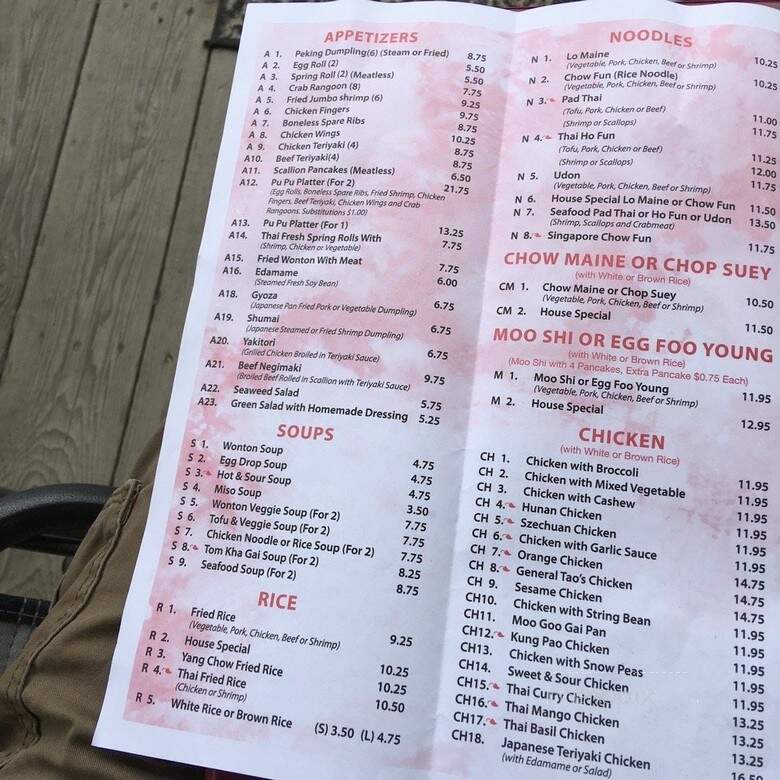 APPETIZERS
A 1. Peking Dumpling(6) (Steam or Fried) 8.75
A 2. Egg Roll (2) 5.50
A 3. Spring Roll (2) (Meatless) 5.50
A 4. Crab Rangoon (8) 7.75
A 5. Fried Jumbo shrimp (6) 9.25
A 6. Chicken Fingers 9.75
A 7. Boneless Spare Ribs 8.75
A 8. Chicken Wings 10.25
A 9. Chicken Teriyaki (4) 8.75
A10. Beef Teriyaki(4) 8.75
A11. Scallion Pancakes (Meatless) 6.50
A12. Pu Pu Platter (For 2) 21.75
(Egg Rolls, Boneless Spare Ribs, Fried Shrimp, Chicken
Fingers, Beef Teriyaki, Chicken Wings and Crab
Rangoons. Substitutions $1.00)
A13. Pu Pu Platter (For 1) 13.25
A14. Thai Fresh Spring Rolls With 7.75
(Shrimp, Chicken or Vegetable)
A15. Fried Wonton With Meat 7.75
A16. Edamame 6.00
(Steamed Fresh Soy Bean)
A18. Gyoza 6.75
(Japanese Pan Fried Pork or Vegetable Dumpling)
A19. Shumai 6.75
(Japanese Steamed or Fried Shrimp Dumpling)
A20. Yakitori 6.75
(Grilled Chicken Broiled in Teriyaki Sauce)
A21. Beef Negimaki 9.75
(Broiled Beef Rolled in Scallion with Teriyaki Sauce)
A22. Seaweed Salad 5.75
A23. Green Salad with Homemade Dressing 5.25
SOUPS
S 1. Wonton Soup 4.75
S 2. Egg Drop Soup 4.75
S 3. Hot & Sour Soup 4.75
S 4. Miso Soup 3.50
S 5. Wonton Veggie Soup (For 2) 7.75
S 6. Tofu & Veggie Soup (For 2) 7.75
S 7. Chicken Noodle or Rice Soup (For 2) 7.75
S 8. Tom Kha Gai Soup (For 2) 8.25
S 9. Seafood Soup (For 2) 8.75
RICE
R 1. Fried Rice 9.25
(Vegetable, Pork, Chicken, Beef or Shrimp)
R 2. House Special 10.25
R 3. Yang Chow Fried Rice 10.25
R 4. Thai Fried Rice 10.50
(Chicken or Shrimp)
R 5. White Rice or Brown Rice (S) 3.50 (L) 4.75
NOODLES
N 1. Lo Maine 10.25
(Vegetable, Pork, Chicken, Beef or Shrimp)
N 2. Chow Fun (Rice Noodle) 10.25
(Vegetable, Pork, Chicken, Beef or Shrimp)
N 3. Pad Thai
(Tofu, Pork, Chicken or Beef) 11.00
(Shrimp or Scallops) 11.75
N 4. Thai Ho Fun
(Tofu, Pork, Chicken or Beef) 11.25
(Shrimp or Scallops) 12.00
N 5. Udon 11.75
(Vegetable, Pork, Chicken, Beef or Shrimp)
N 6. House Special Lo Maine or Chow Fun 11.50
N 7. Seafood Pad Thai or Ho Fun or Udon 13.50
(Shrimp, Scallops and Crabmeat)
N 8. Singapore Chow Fun 11.75
CHOW MAINE OR CHOP SUEY
(with White or Brown Rice)
CM 1. Chow Maine or Chop Suey 10.50
(Vegetable, Pork, Chicken, Beef or Shrimp)
CM 2. House Special 11.50
MOO SHI OR EGG FOO YOUNG
(with White or Brown Rice)
(Moo Shi with 4 Pancakes, Extra Pancake $0.75 Each)
M 1. Moo Shi or Egg Foo Young 11.95
(Vegetable, Pork, Chicken, Beef or Shrimp)
M 2. House Special 12.95
CHICKEN
(with White or Brown Rice)
CH 1. Chicken with Broccoli 11.95
CH 2. Chicken with Mixed Vegetable 11.95
CH 3. Chicken with Cashew 11.95
CH 4. Hunan Chicken 11.95
CH 5. Szechuan Chicken 11.95
CH 6. Chicken with Garlic Sauce 11.95
CH 7. Orange Chicken 14.75
CH 8. General Tao's Chicken 14.75
CH 9. Sesame Chicken 14.75
CH10. Chicken with String Bean 11.95
CH11. Moo Goo Gai Pan 11.95
CH12. Kung Pao Chicken 11.95
CH13. Chicken with Snow Peas 11.95
CH14. Sweet & Sour Chicken 11.95
CH15. Thai Curry Chicken 13.25
CH16. Thai Mango Chicken 13.25
CH17. Thai Basil Chicken 13.25
CH18. Japanese Teriyaki Chicken 16.50
(with Edamame or Salad)